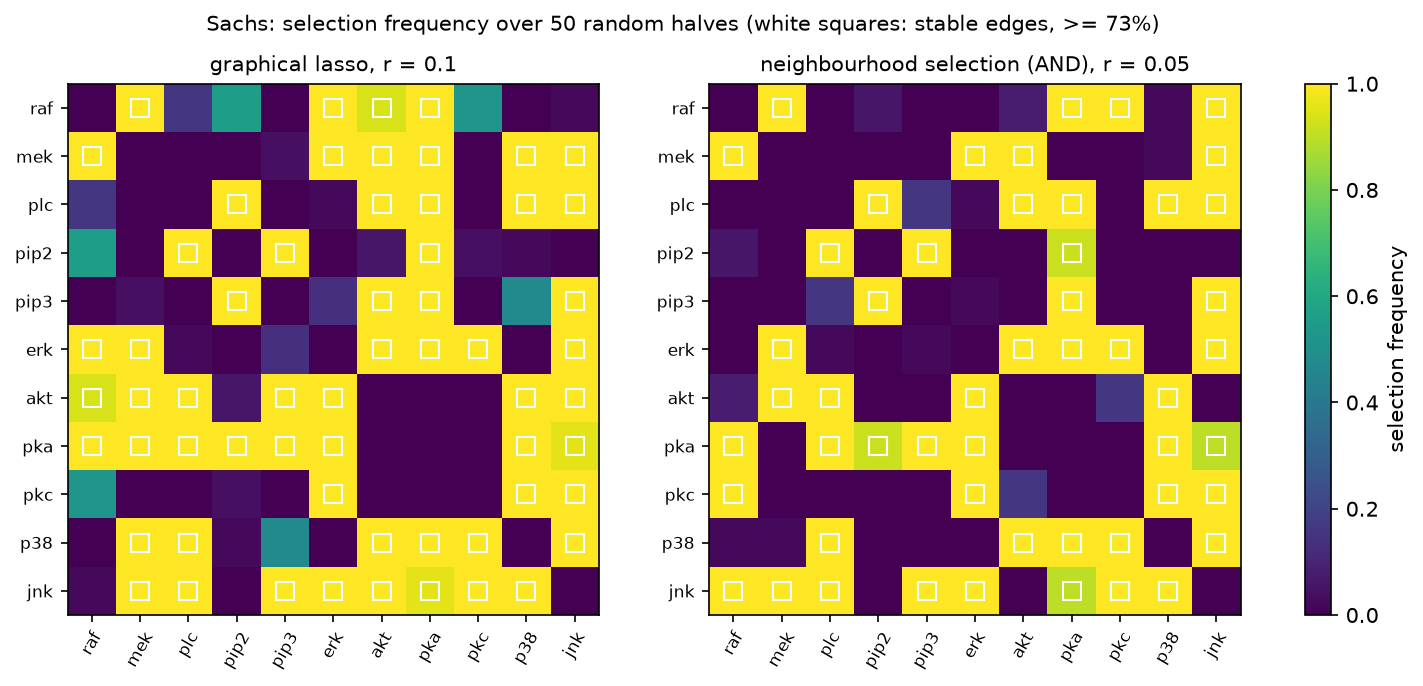 Sachs: selection frequency over 50 random halves (white squares: stable edges, >= 73%)
graphical lasso, r = 0.1
raf
mek
plc
pip2
pip3
erk
akt
pka
pkc
p38
jnk
raf mek plc pip2 pip3 erk akt pka pkc p38 jnk
neighbourhood selection (AND), r = 0.05
raf
mek
plc
pip2
pip3
erk
akt
pka
pkc
p38
jnk
raf mek plc pip2 pip3 erk akt pka pkc p38 jnk
1.0
0.8
0.6
0.4
0.2
0.0
selection frequency